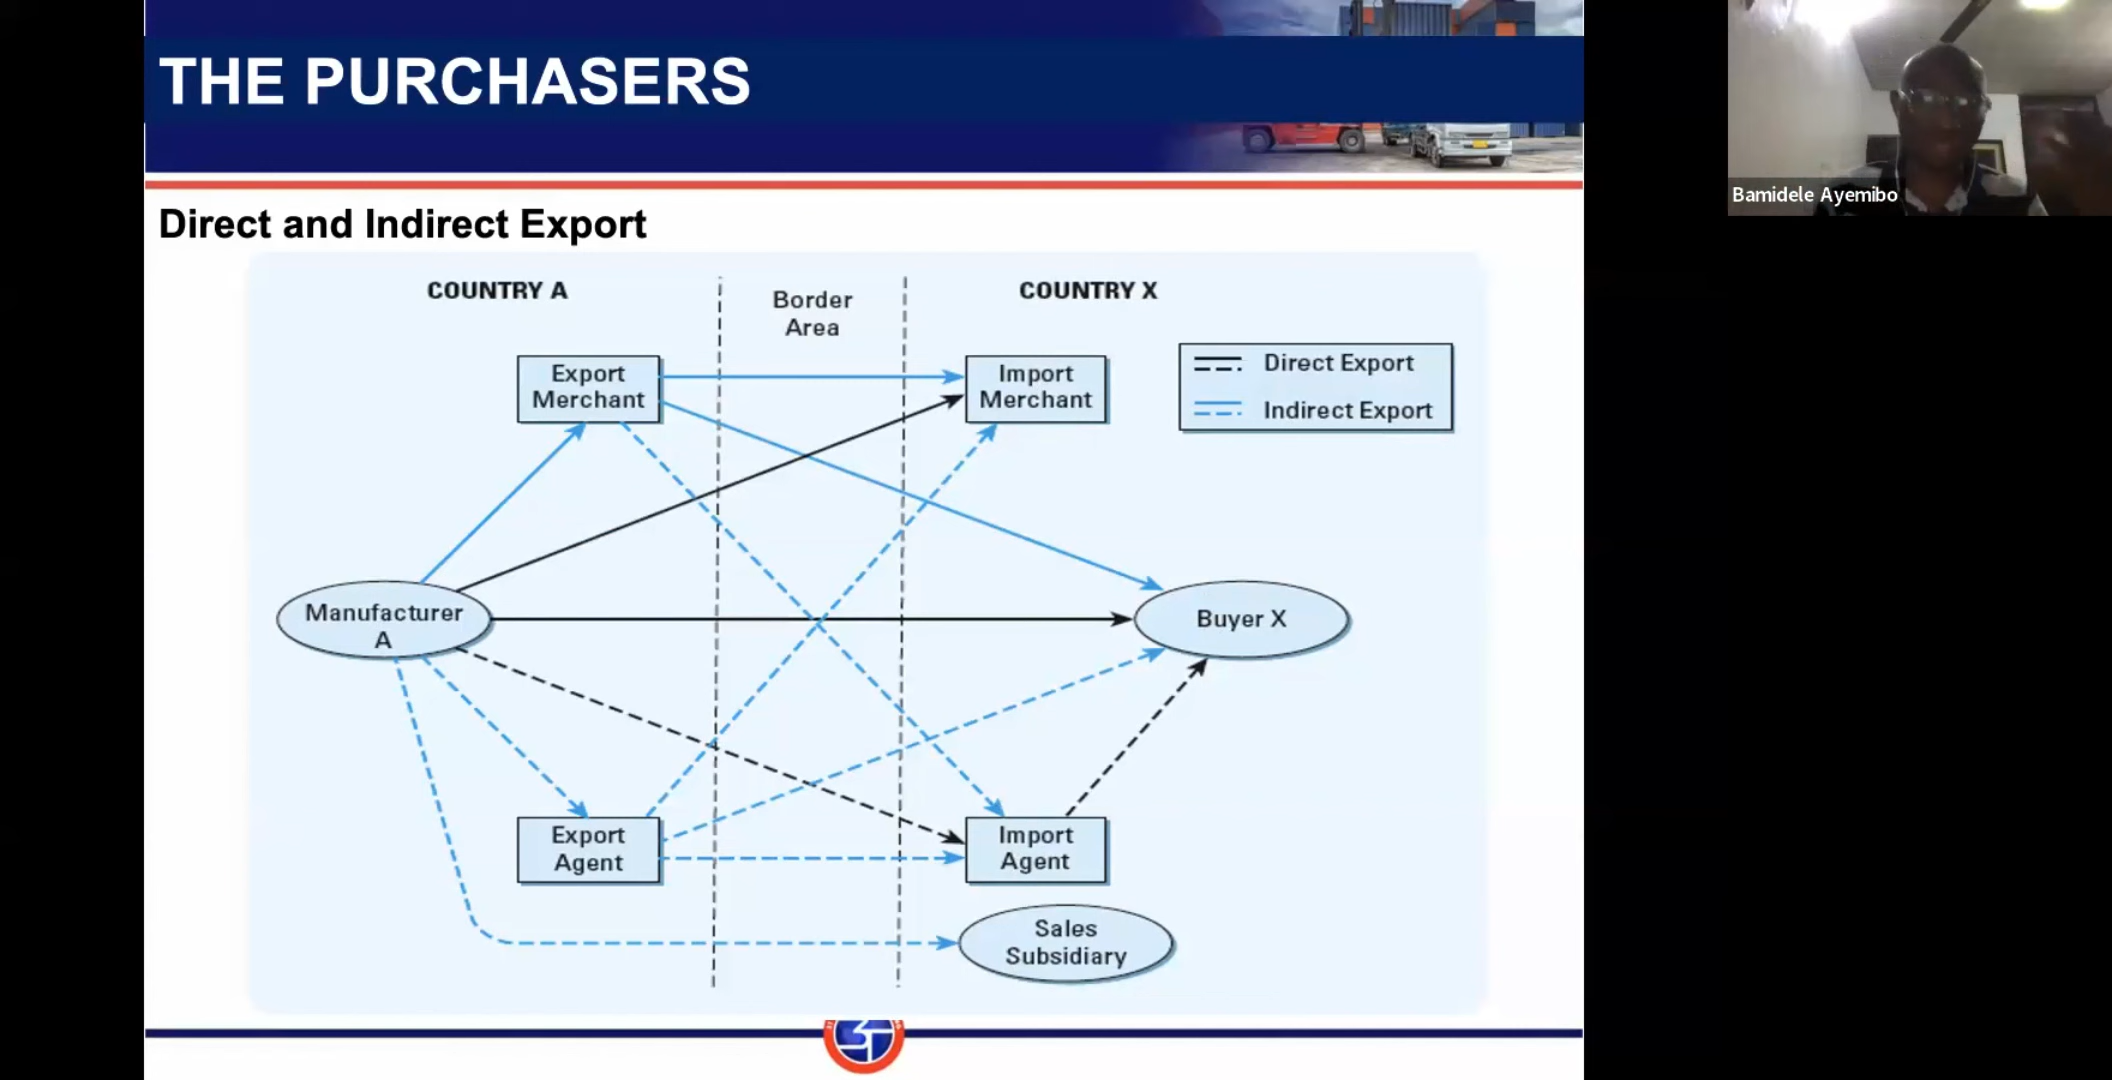 THE PURCHASERS
Bamidele Ayemibo
Direct and Indirect Export
COUNTRY A
Border
Area
COUNTRY X
Export
Merchant
Import
Merchant
Direct Export
Indirect Export
Manufacturer
A
Buyer X
Export
Agent
Import
Agent
Sales
Subsidiary